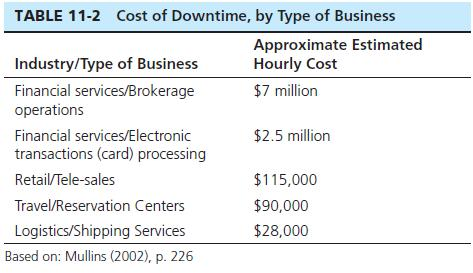 TABLE 11-2 Cost of Downtime, by Type of Business
Industry/Type of Business Approximate Estimated Hourly Cost
Financial services/Brokerage operations $7 million
Financial services/Electronic transactions (card) processing $2.5 million
Retail/Tele-sales $115,000
Travel/Reservation Centers $90,000
Logistics/Shipping Services $28,000
Based on: Mullins (2002), p. 226